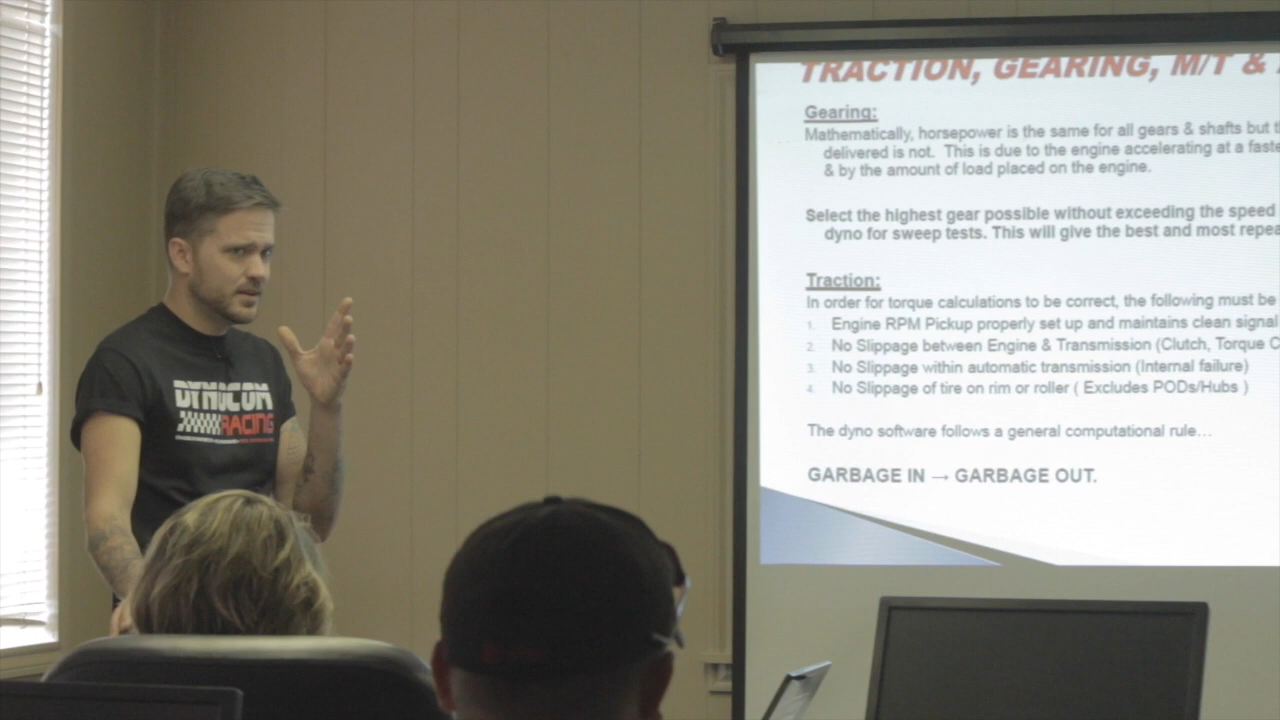 DYNOCOM
RACING
TRACTION, GEARING, M/T &
Gearing:
Mathematically, horsepower is the same for all gears & shafts but
delivered is not. This is due to the engine accelerating at a
& by the amount of load placed on the engine.
Select the highest gear possible without exceeding the speed
dyno for sweep tests. This will give the best and most
Traction:
In order for torque calculations to be correct, the following must be
1. Engine RPM Pickup properly set up and maintains clean signal
2. No Slippage between Engine & Transmission (Clutch, Torque
3. No Slippage within automatic transmission (Internal failure)
4. No Slippage of tire on rim or roller ( Excludes PODs/Hubs )
The dyno software follows a general computational rule…
GARBAGE IN → GARBAGE OUT.